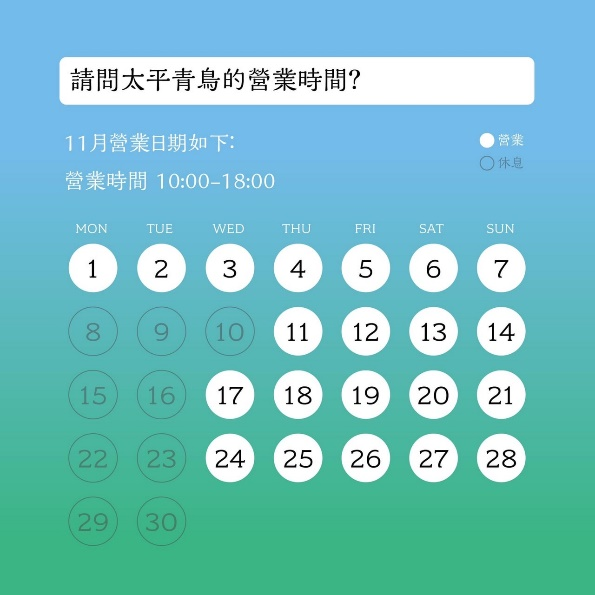 請問太平青鳥的營業時間?
11月營業日期如下:
營業時間 10:00-18:00
營業
休息
MON TUE WED THU FRI SAT SUN
1 2 3 4 5 6 7
8 9 10 11 12 13 14
15 16 17 18 19 20 21
22 23 24 25 26 27 28
29 30